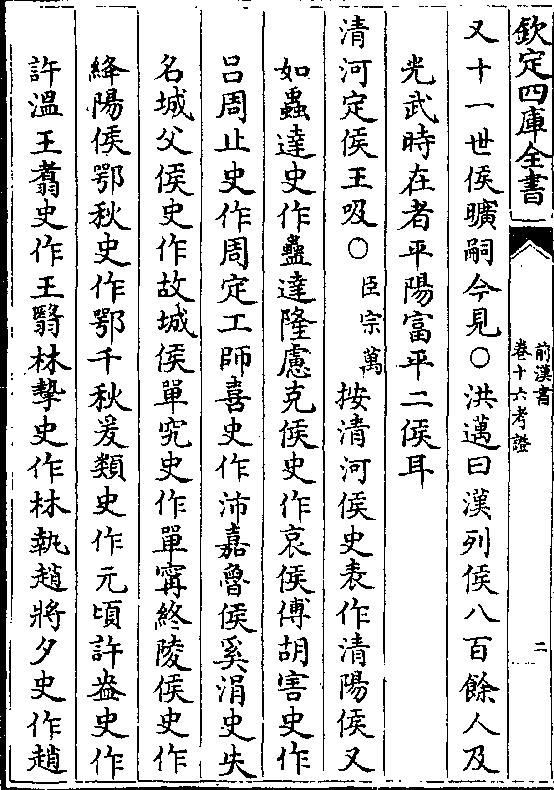 欽定四庫全書
前漢書
卷十六考證
二
又十一世侯曠嗣今見○洪邁曰漢列侯八百餘人及
光武時在者平陽富平二侯耳
清河定侯王吸○臣宗萬按清河侯史表作清陽侯又
如蟲達史作蠱達隆慮克侯史作哀侯傅胡害史作
呂周止史作周定工師喜史作沛嘉魯侯奚涓史失
名城父侯史作故城侯單究史作單寗終陵侯史作
絳陽侯鄂秋史作鄂千秋爰類史作元頃許盎史作
許溫王翥史作王翳林摯史作林執趙將夕史作趙